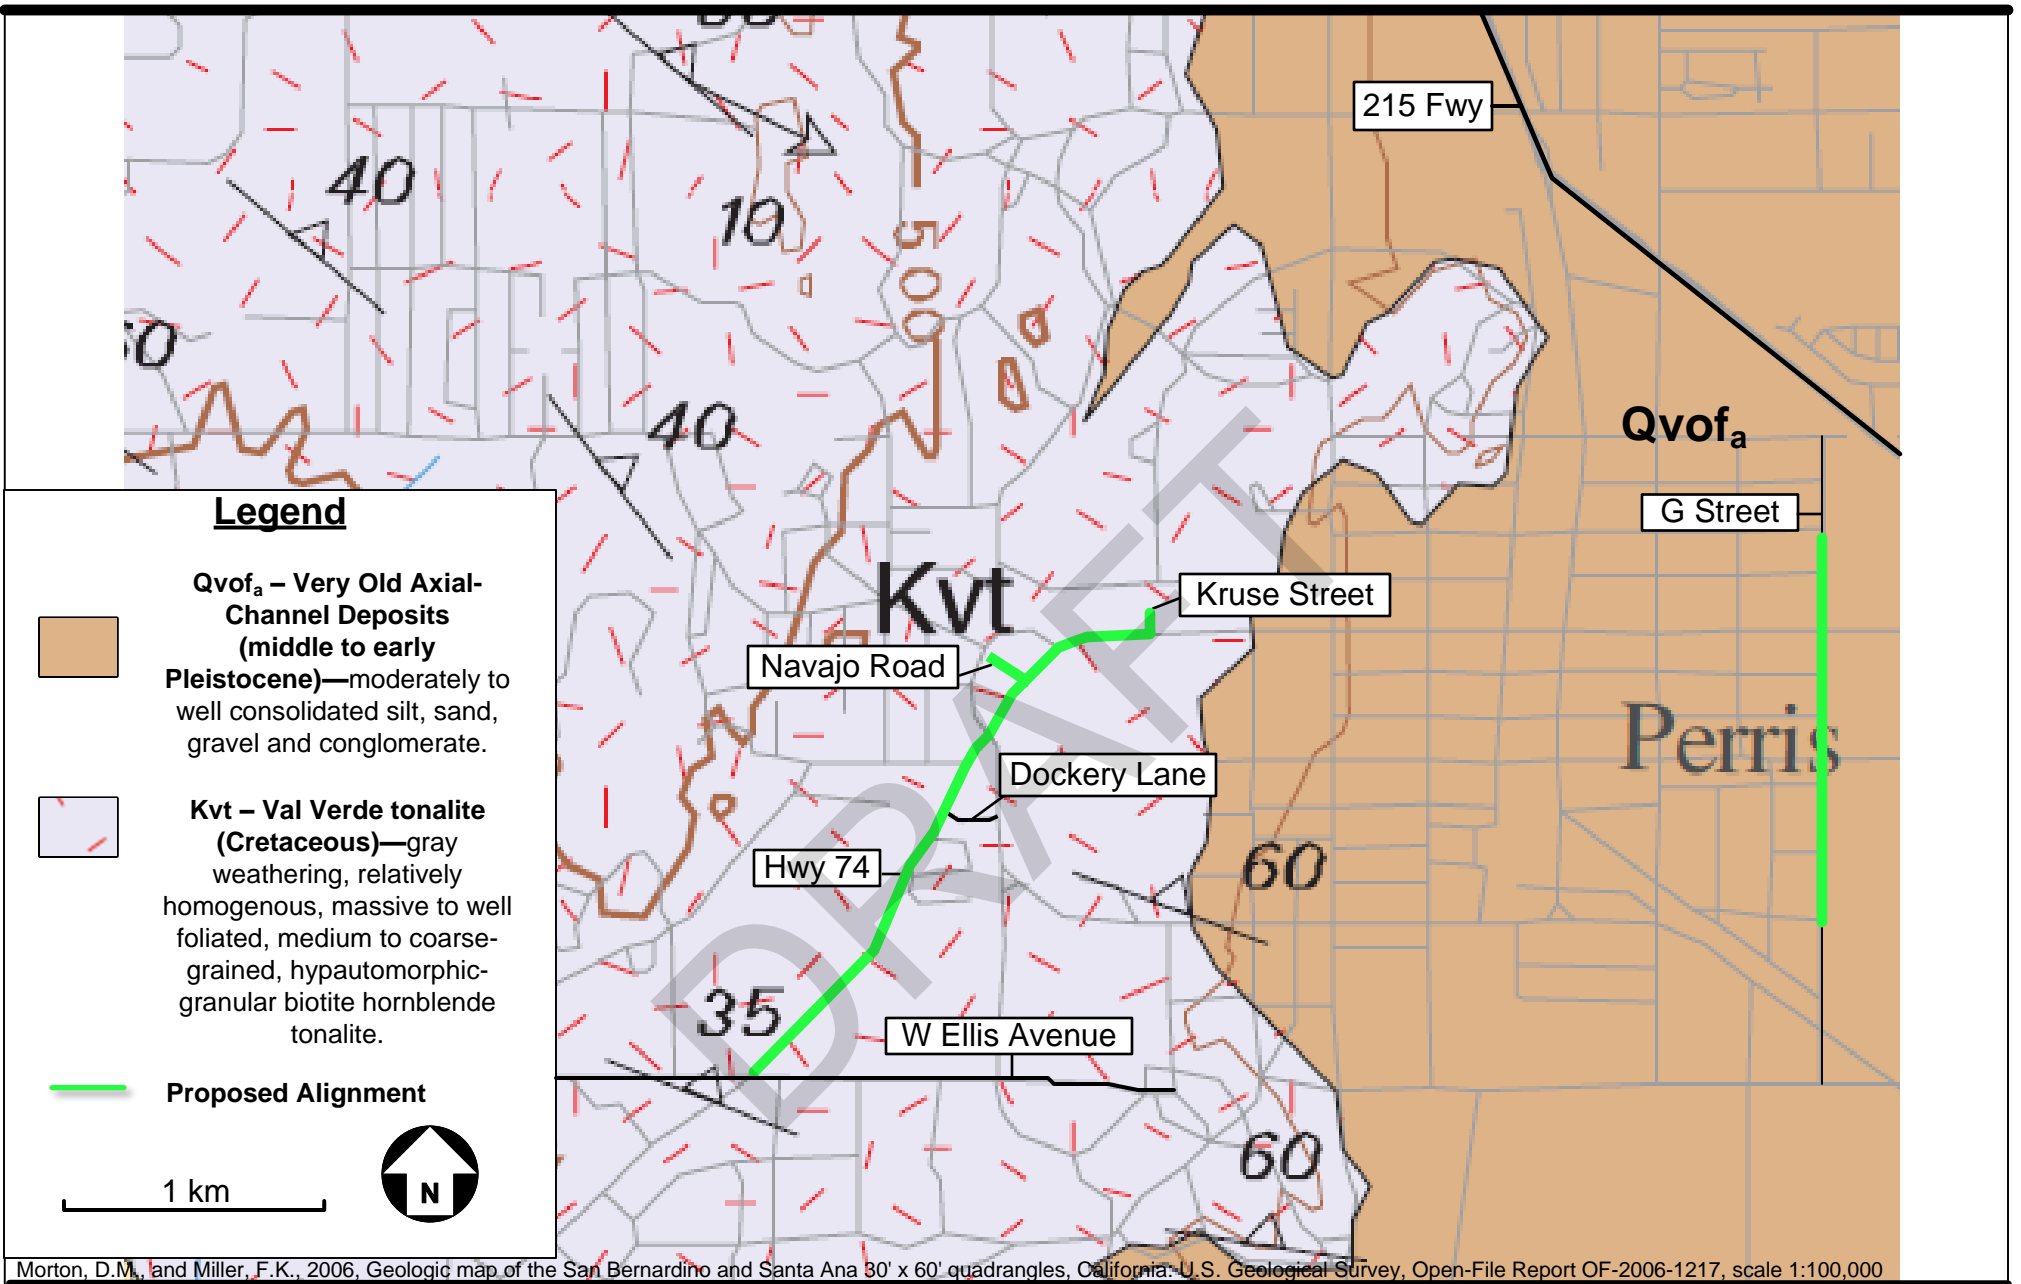 215 Fwy
40
10
500
40
Qvofa
G Street
Kvt
Kruse Street
Navajo Road
Perris
Dockery Lane
Hwy 74
60
35
W Ellis Avenue
60
DRAFT
Legend
Qvofa – Very Old Axial-
Channel Deposits
(middle to early
Pleistocene)—moderately to
well consolidated silt, sand,
gravel and conglomerate.
Kvt – Val Verde tonalite
(Cretaceous)—gray
weathering, relatively
homogenous, massive to well
foliated, medium to coarse-
grained, hypautomorphic-
granular biotite hornblende
tonalite.
Proposed Alignment
1 km
N
Morton, D.M., and Miller, F.K., 2006, Geologic map of the San Bernardino and Santa Ana 30' x 60' quadrangles, California: U.S. Geological Survey, Open-File Report OF-2006-1217, scale 1:100,000